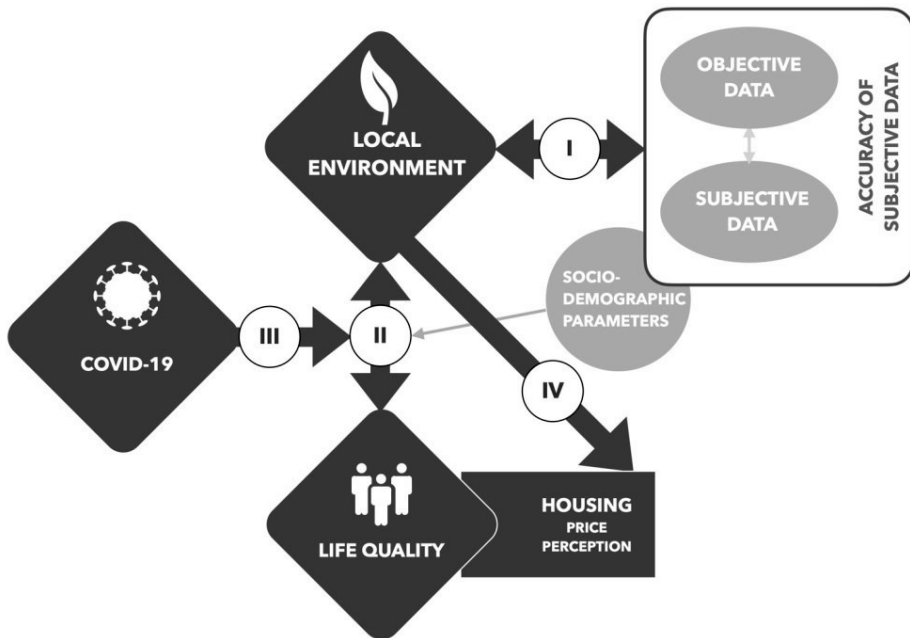 OBJECTIVE
DATA
SUBJECTIVE
DATA
ACCURACY OF
SUBJECTIVE DATA
LOCAL
ENVIRONMENT
I
SOCIO-
DEMOGRAPHIC
PARAMETERS
COVID-19
III
II
IV
LIFE QUALITY
HOUSING
PRICE
PERCEPTION